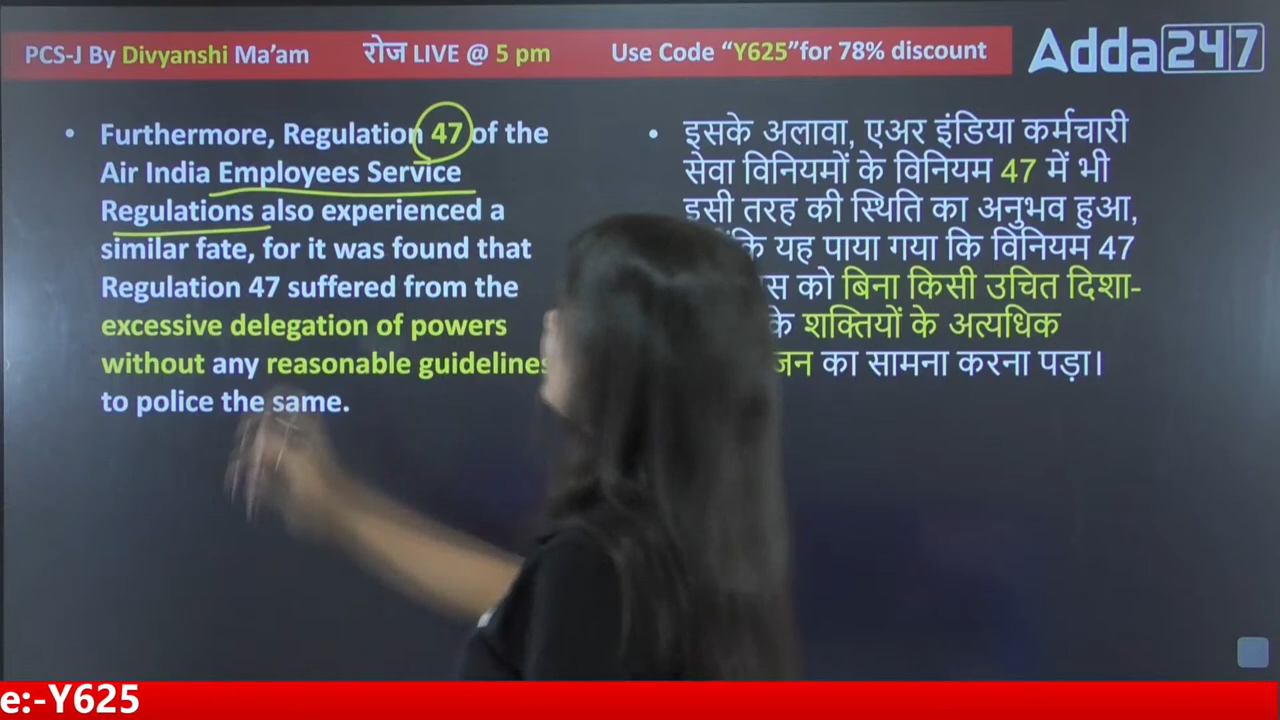 PCS-J By Divyanshi Ma’am रोज LIVE @ 5 pm Use Code “Y625”for 78% discount
Adda247
• Furthermore, Regulation 47 of the
Air India Employees Service
Regulations also experienced a
similar fate, for it was found that
Regulation 47 suffered from the
excessive delegation of powers
without any reasonable guidelines
to police the same.
• इसके अलावा, एअर इंडिया कर्मचारी
सेवा विनियमों के विनियम 47 में भी
इसी तरह की स्थिति का अनुभव हुआ,
यह पाया गया कि विनियम 47
को बिना किसी उचित दिशा-
के शक्तियों के अत्यधिक
का सामना करना पड़ा।
e:-Y625